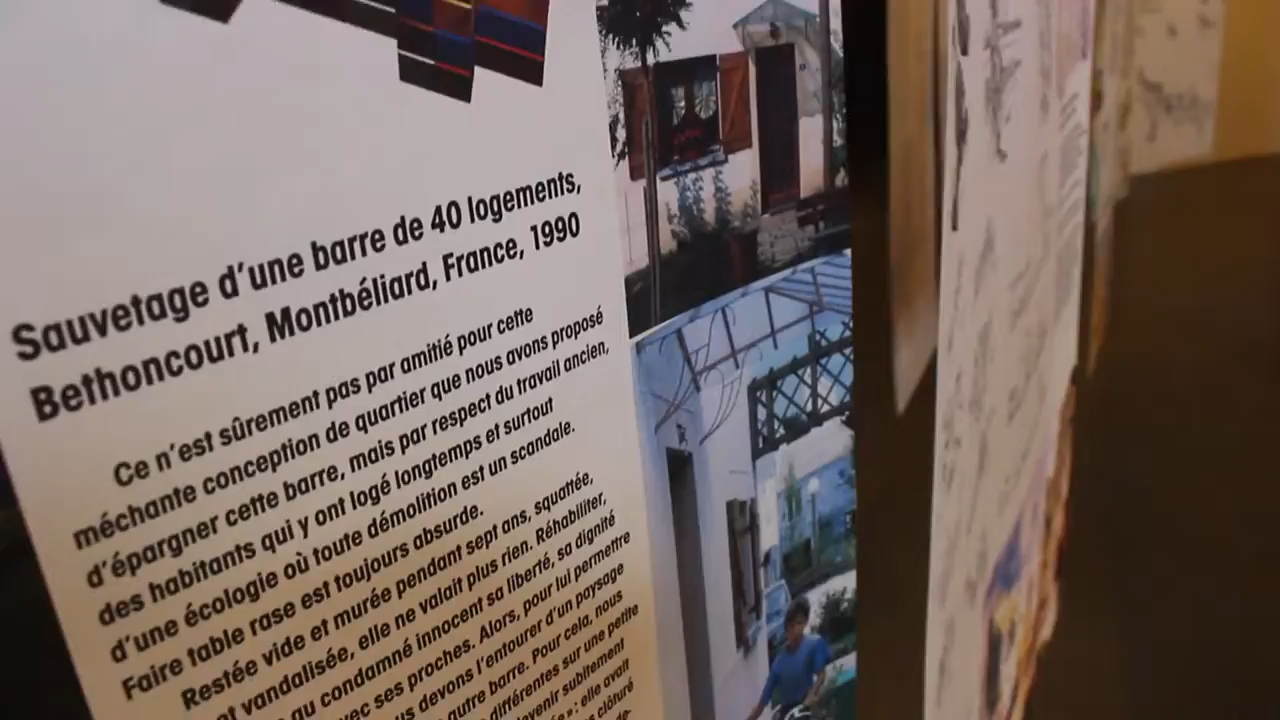 Sauvetage d'une barre de 40 logements,
Bethoncourt, Montbéliard, France, 1990
Ce n'est sûrement pas par amitié pour cette
méchante conception de quartier que nous avons proposé
d'épargner cette barre, mais par respect du travail ancien,
des habitants qui y ont logé longtemps et surtout
d'une écologie où toute démolition est un scandale.
Faire table rase est toujours absurde.
Restée vide et murée pendant sept ans, squattée,
et vandalisée, elle ne valait plus rien. Réhabiliter,
au condamné innocent sa liberté, sa dignité
avec ses proches. Alors, pour lui permettre
devons l'entourer d'un paysage
autre barre. Pour cela, nous
différentes sur une petite
devenir subitement
: elle avait
clôturé